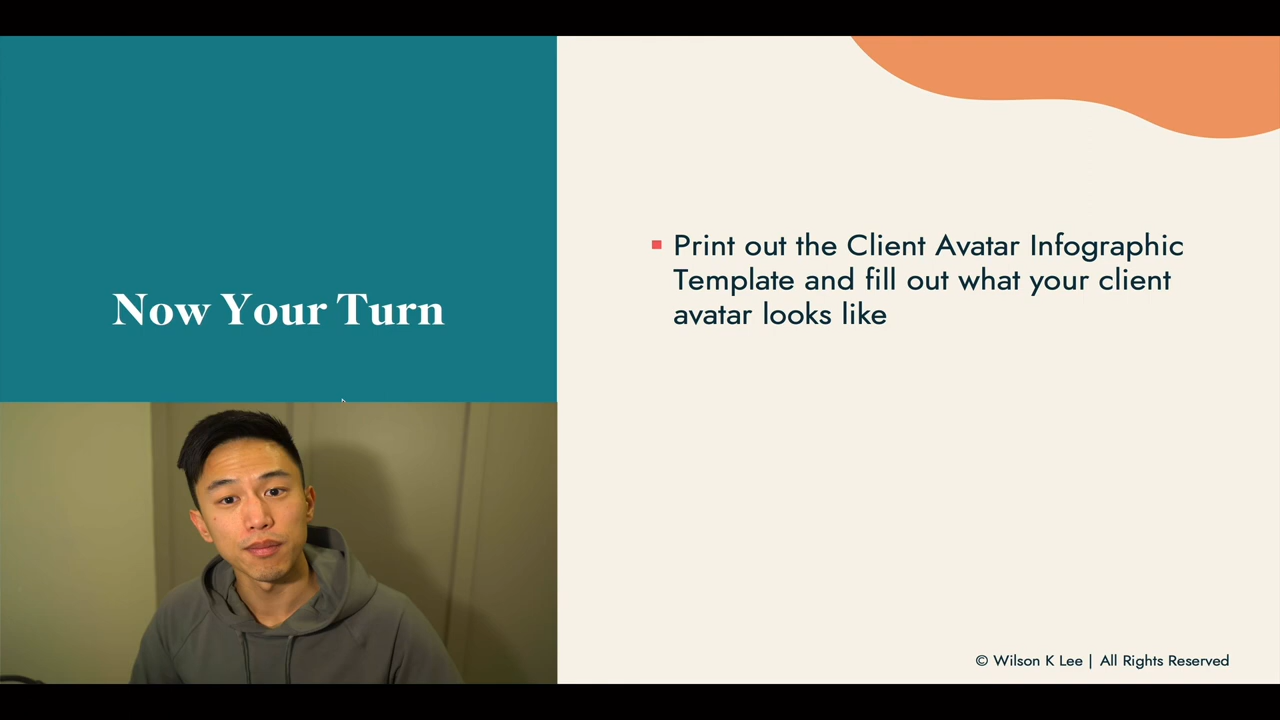 Now Your Turn
Print out the Client Avatar Infographic
Template and fill out what your client
avatar looks like
© Wilson K Lee | All Rights Reserved